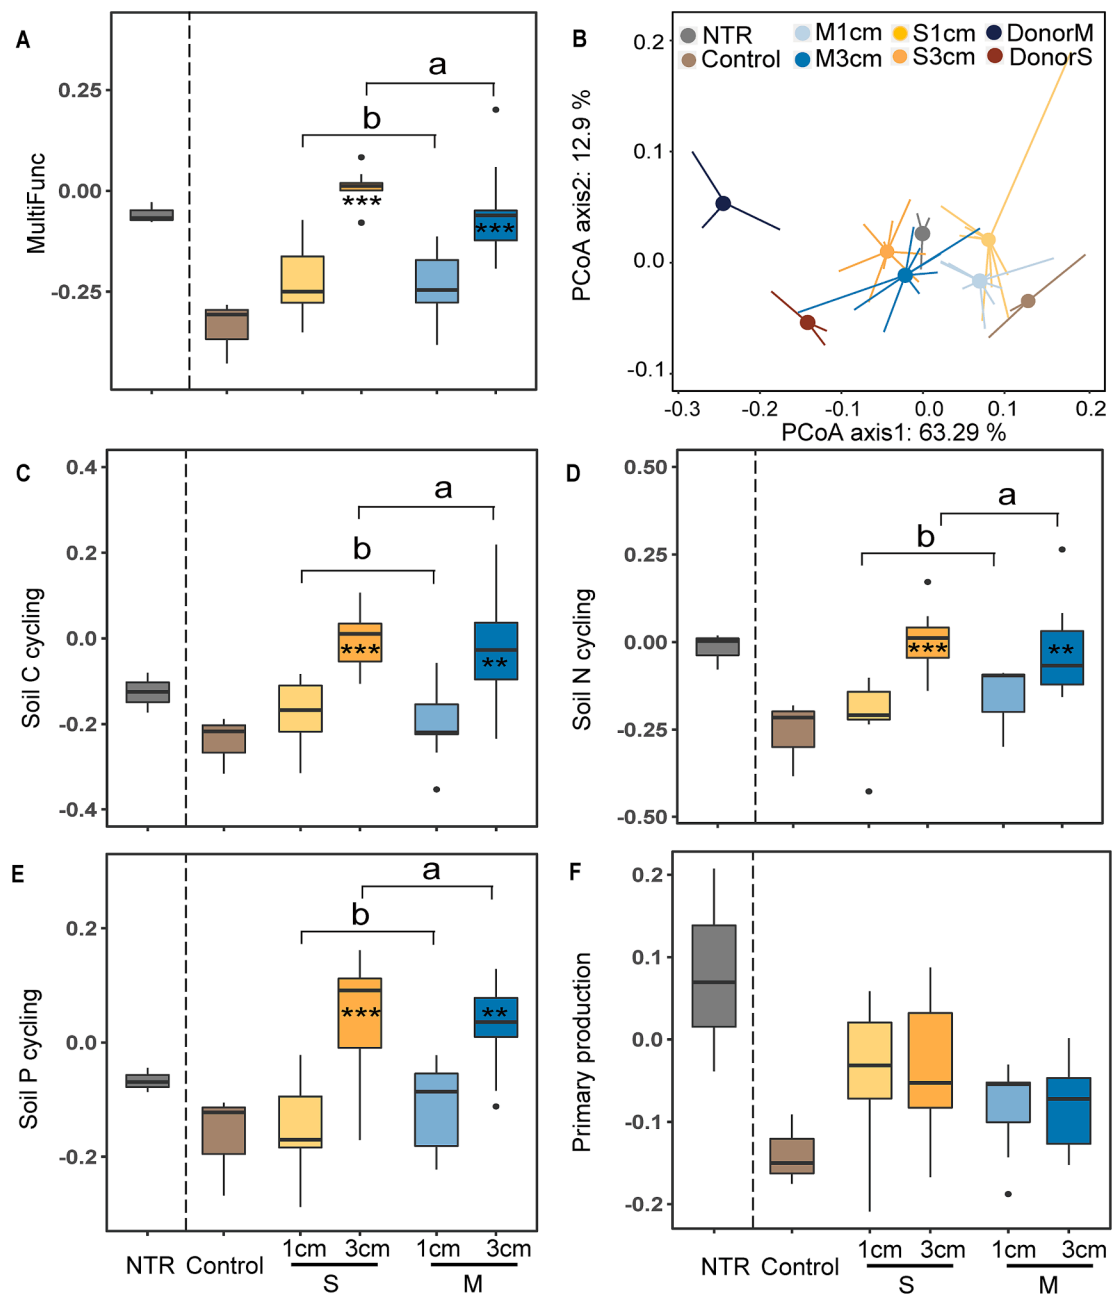 A
MultiFunc
0.25
0.00
-0.25
a
b
***
***
B
PCoA axis2: 12.9 %
0.2
0.1
0.0
-0.1
NTR
M1cm
S1cm
DonorM
Control
M3cm
S3cm
DonorS
-0.3
-0.2
-0.1
0.0
0.1
0.2
PCoA axis1: 63.29 %
C
Soil C cycling
0.4
0.2
0.0
-0.2
-0.4
a
b
***
**
D
Soil N cycling
0.50
0.25
0.00
-0.25
-0.50
a
b
***
**
E
Soil P cycling
0.2
0.0
-0.2
a
b
***
**
NTR
Control
1cm
3cm
1cm
3cm
S
M
F
Primary production
0.2
0.1
0.0
-0.1
-0.2
NTR
Control
1cm
3cm
1cm
3cm
S
M